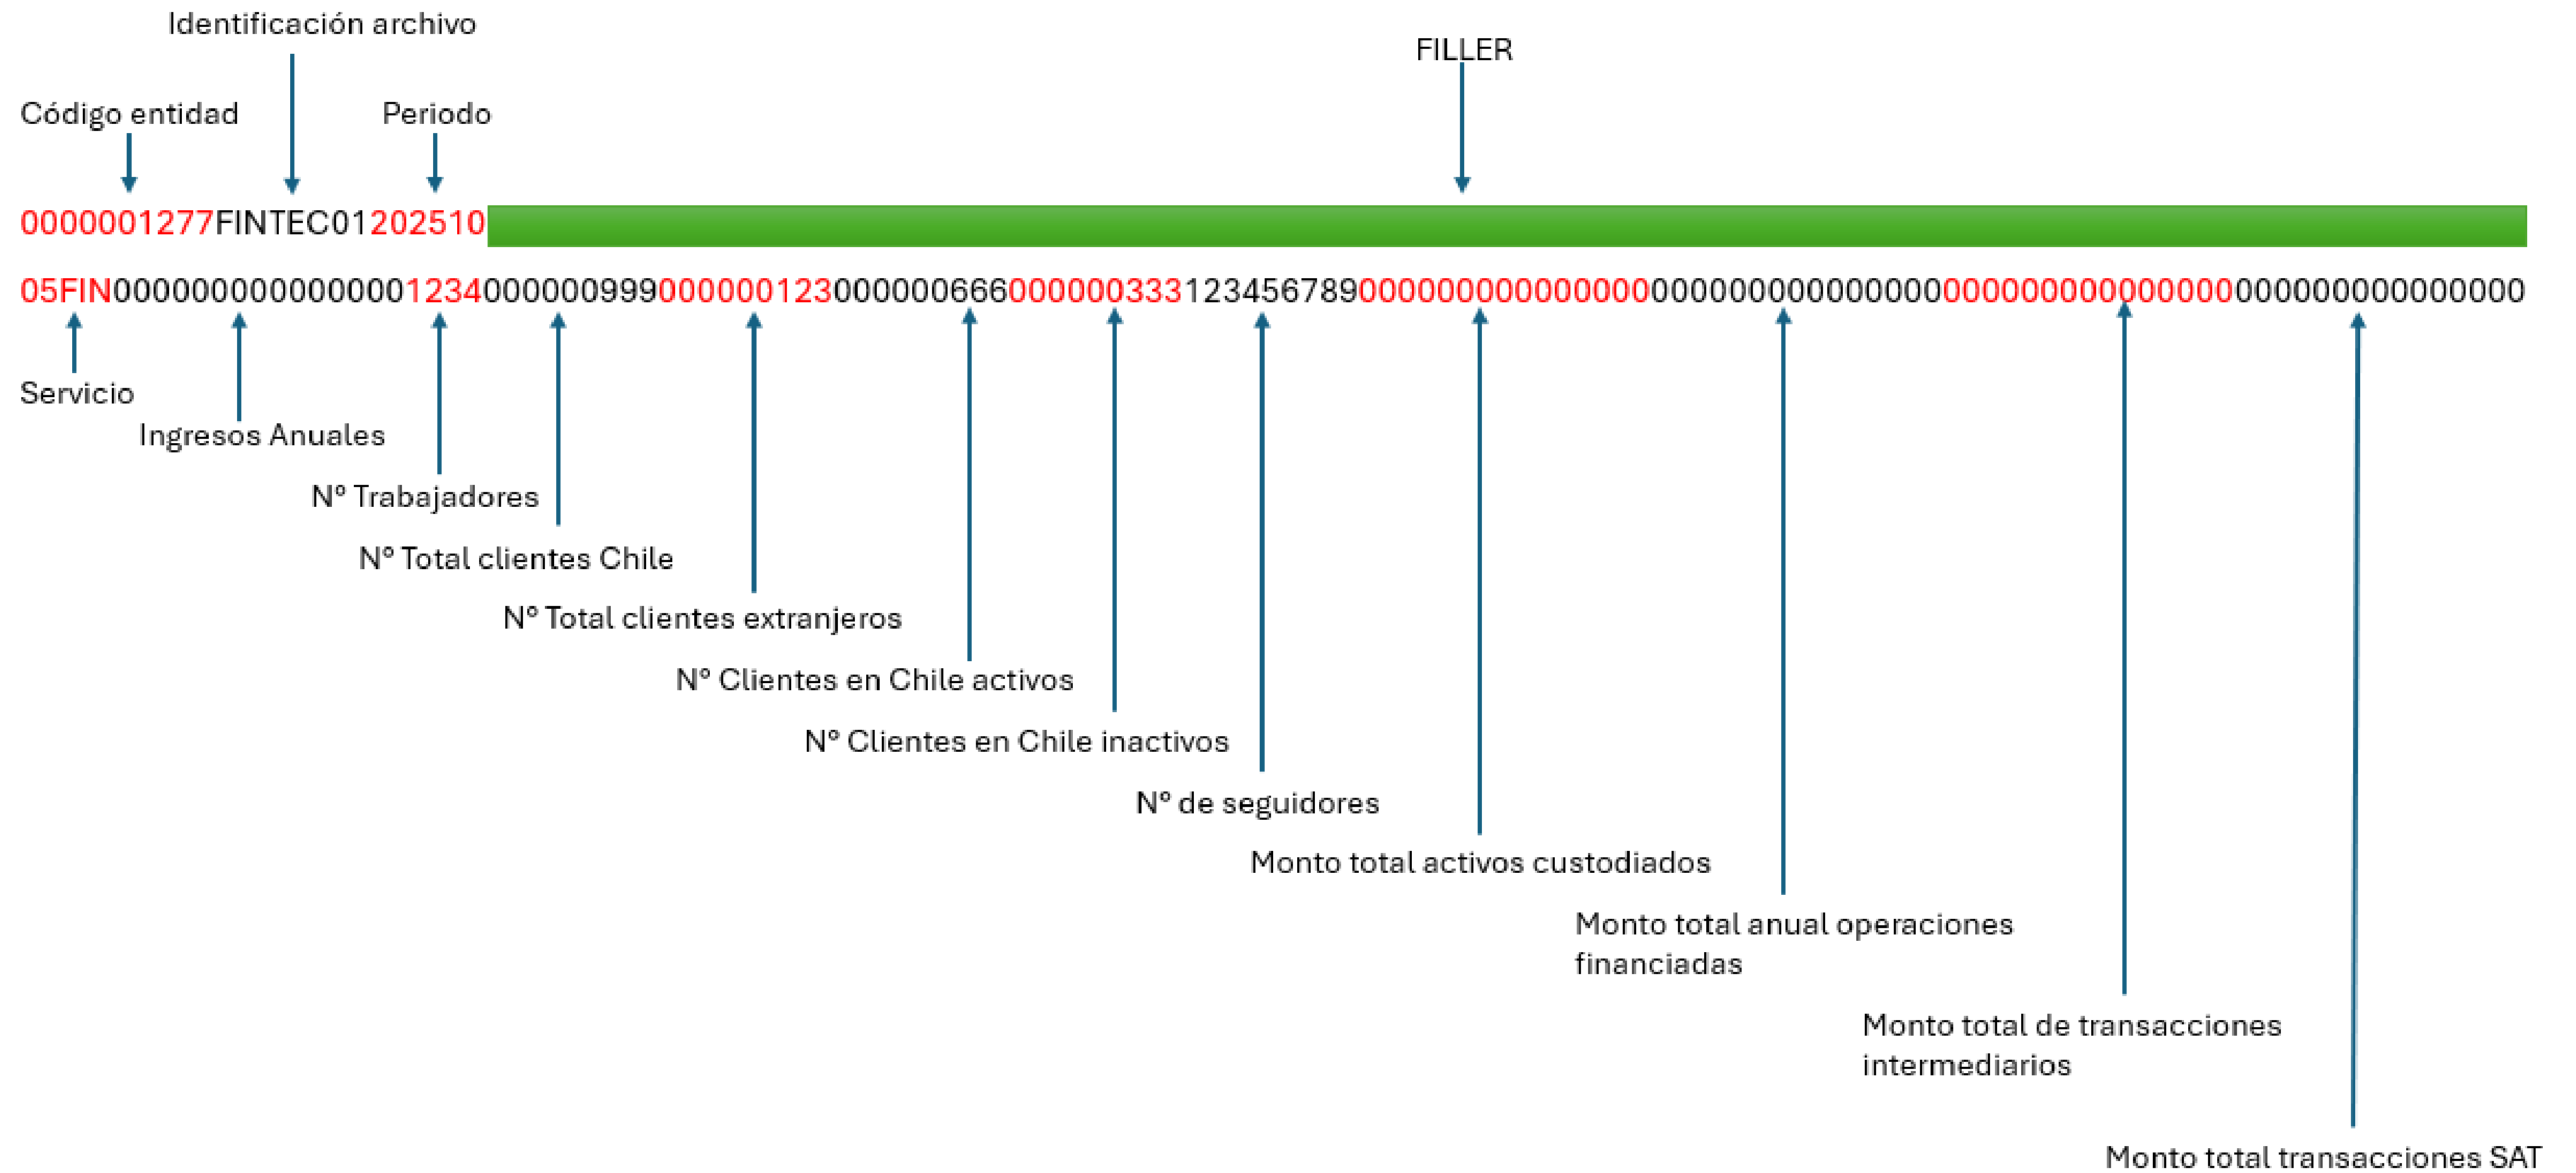 Identificación archivo
FILLER
Código entidad
Periodo
0000001277FINTEC01202510
05FIN0000000000000001234000000999000000123000000666000000333123456789000000000000000000000000000000000000000000000000000000000000
Servicio
Ingresos Anuales
Nº Trabajadores
Nº Total clientes Chile
Nº Total clientes extranjeros
Nº Clientes en Chile activos
Nº Clientes en Chile inactivos
Nº de seguidores
Monto total activos custodiados
Monto total anual operaciones
financiadas
Monto total de transacciones
intermediarios
Monto total transacciones SAT